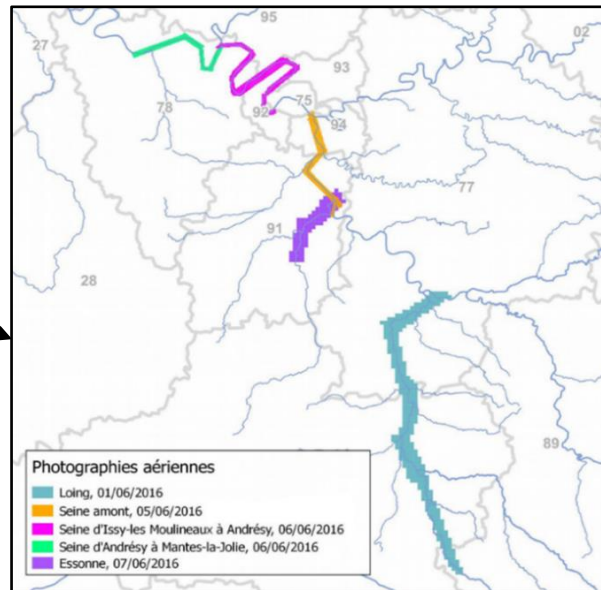 95
27
02
93
78
75
92
94
77
91
28
89
Photographies aériennes
Loing, 01/06/2016
Seine amont, 05/06/2016
Seine d'Issy-les Moulineaux à Andrésy, 06/06/2016
Seine d'Andrésy à Mantes-la-Jolie, 06/06/2016
Essonne, 07/06/2016